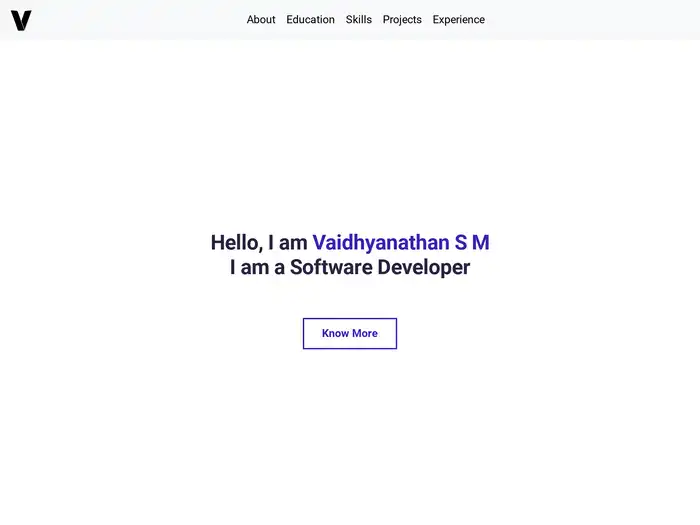 V
About Education Skills Projects Experience
Hello, I am Vaidhyanathan S M
I am a Software Developer
Know More